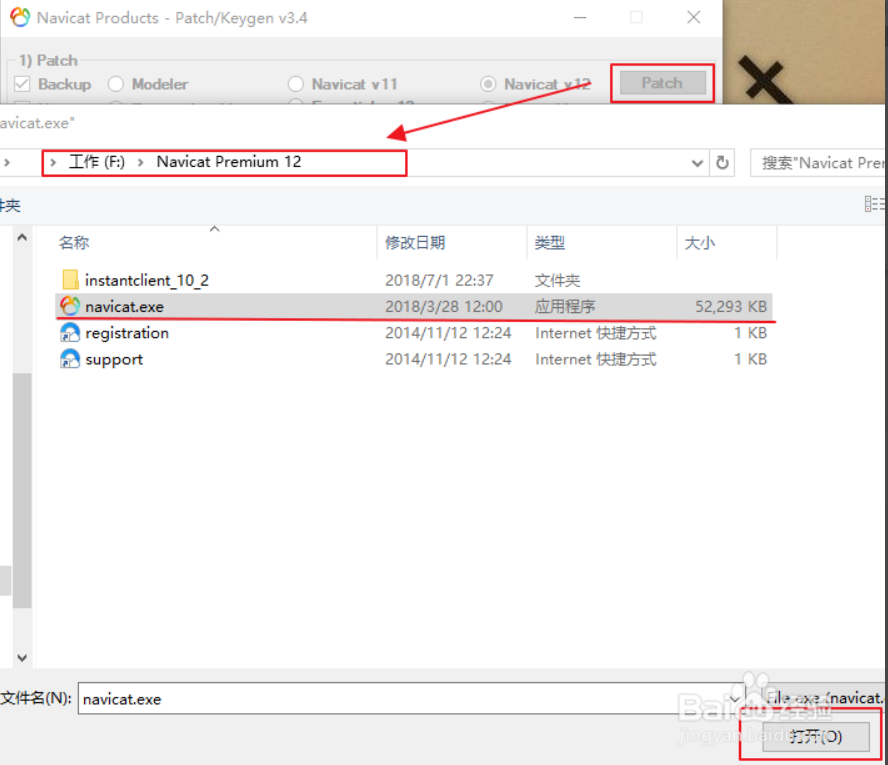 Navicat Products - Patch/Keygen v3.4
1) Patch
Backup Modeler Navicat v11 Navicat v12 Patch
avicat.exe"
› › 工作 (F:) › Navicat Premium 12 搜索"Navicat Prer
‡夹
名称 修改日期 类型 大小
instantclient_10_2 2018/7/1 22:37 文件夹
navicat.exe 2018/3/28 12:00 应用程序 52,293 KB
registration 2014/11/12 12:24 Internet 快捷方式 1 KB
support 2014/11/12 12:24 Internet 快捷方式 1 KB
文件名(N): navicat.exe File exe (navicat.
Baidu经验
打开(O)
jingyan.baidu